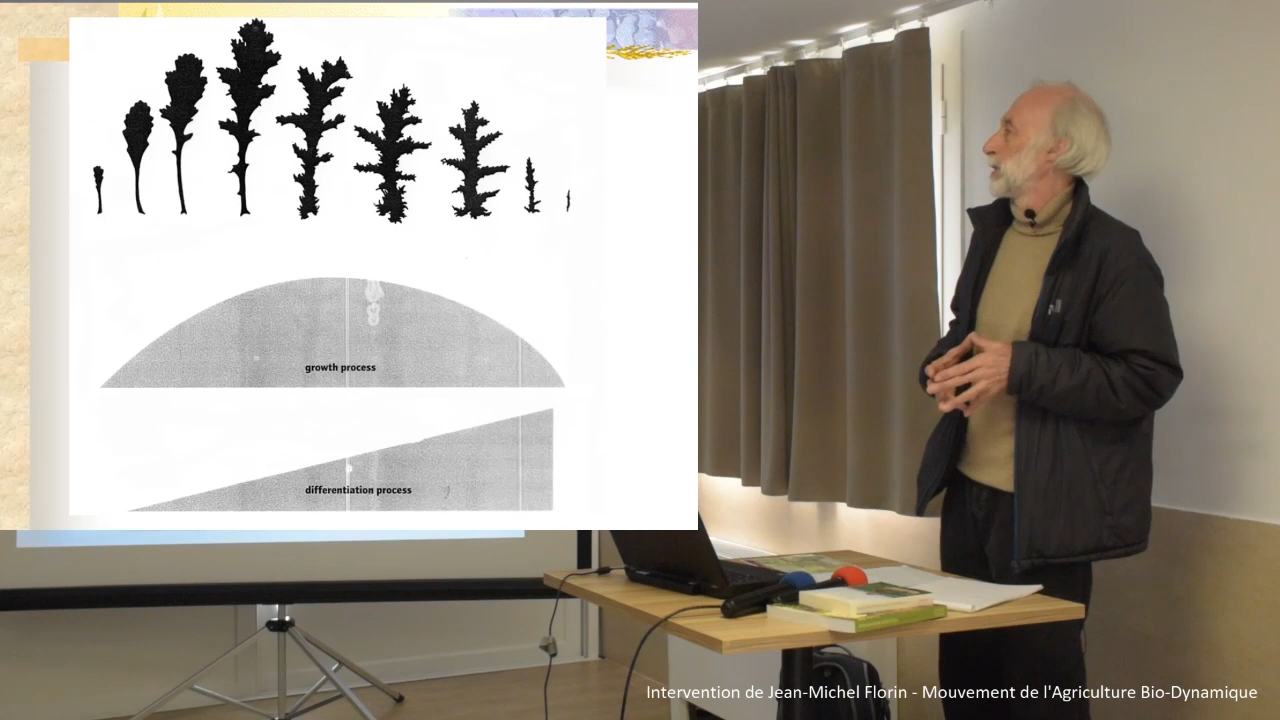 growth process
differentiation process
Intervention de Jean-Michel Florin - Mouvement de l'Agriculture Bio-Dynamique